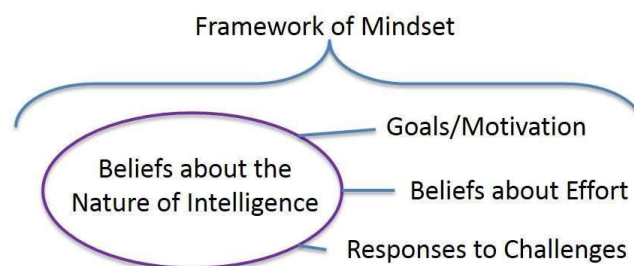 Framework of Mindset
Goals/Motivation
Beliefs about the
Nature of Intelligence
Beliefs about Effort
Responses to Challenges